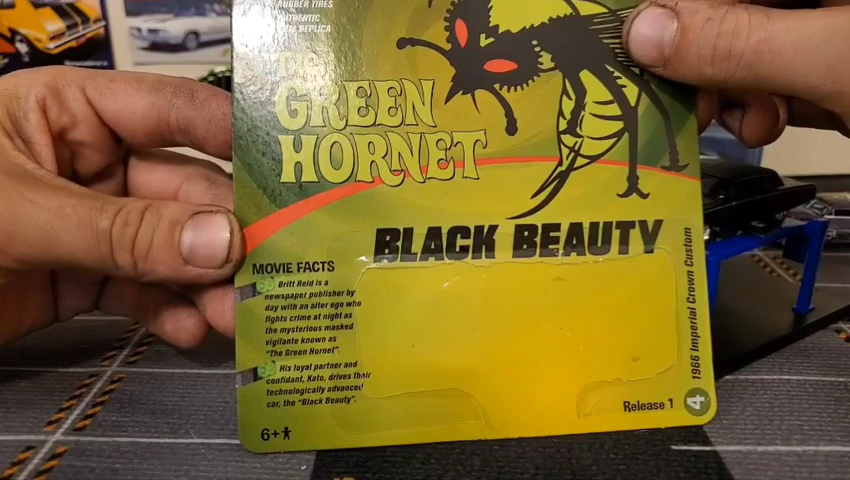 RUBBER TIRES
AUTHENTIC
REPLICA
THE
GREEN
HORNET
BLACK BEAUTY
MOVIE FACTS
Britt Reid is a
newspaper publisher by
day with an alter ego who
fights crime at night as
the mysterious masked
vigilante known as
"The Green Hornet".
His loyal partner and
confidant, Kato, drives their
technologically advanced
car, the "Black Beauty".
6+
1966 Imperial Crown Custom
Release 1
4